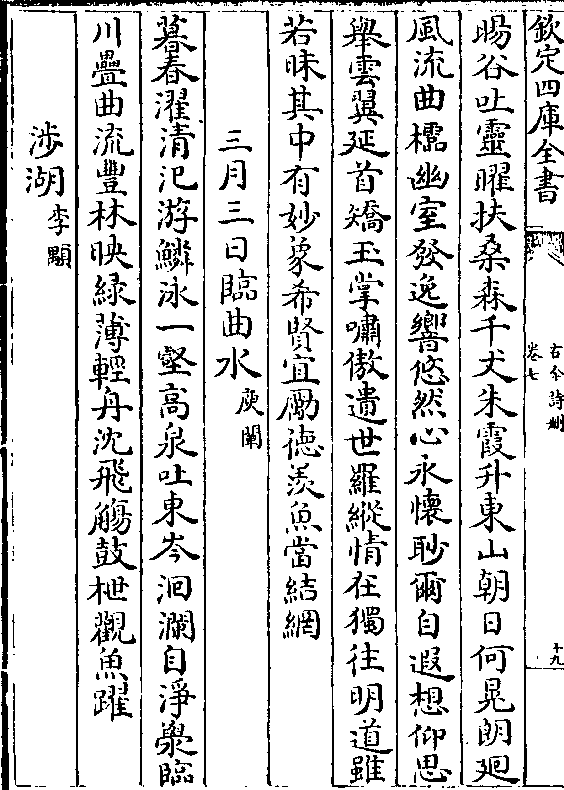 欽定四庫全書
古今詩刪
卷七
十九
暘谷吐靈曜扶桑森千丈朱霞升東山朝日何晃朗廻
風流曲櫺幽室發逸響悠然心永懷眇爾自遐想仰思
舉雲翼延首矯玉掌嘯傲遺世羅縱情在獨往明道雖
若昧其中有妙象希賢宜勵德羡魚當結網
三月三日臨曲水庾闡
暮春濯清汜游鱗泳一壑高泉吐東岑洄瀾自淨㶑臨
川疊曲流豐林映緑薄輕舟沈飛觴鼓枻觀魚躍
涉湖李顒